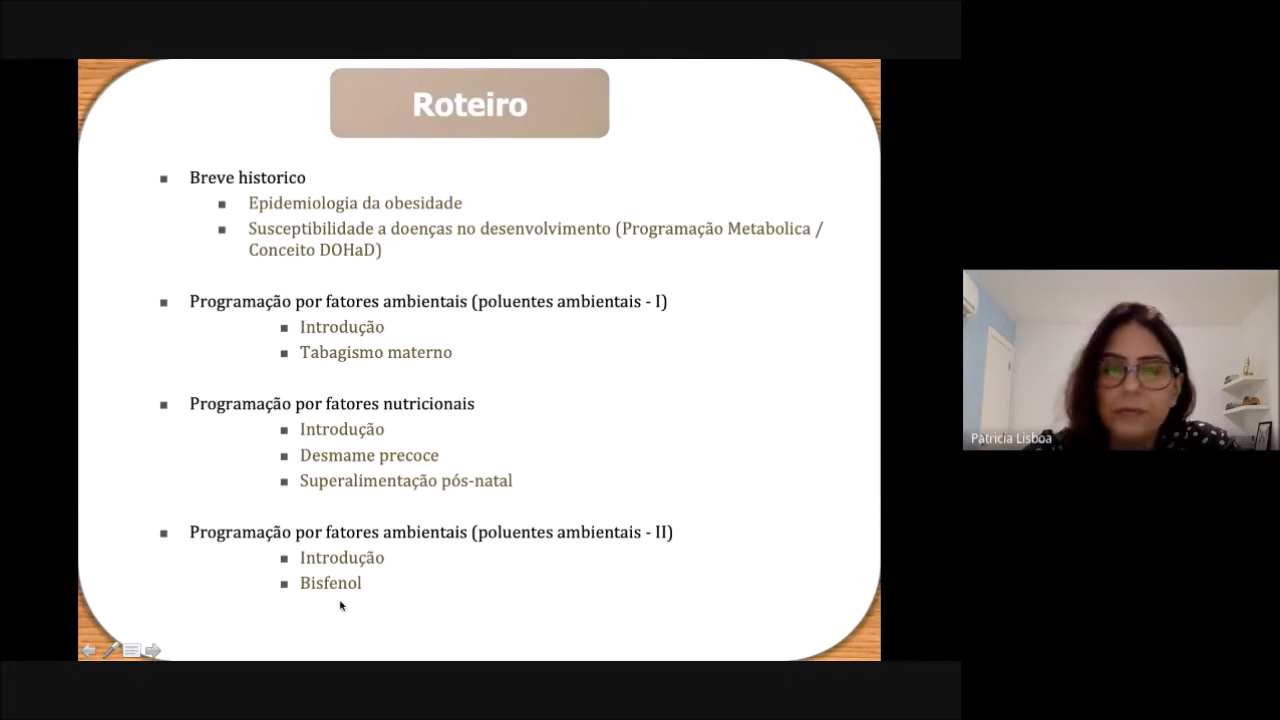 Roteiro
Breve historico
Epidemiologia da obesidade
Susceptibilidade a doenças no desenvolvimento (Programação Metabolica /
Conceito DOHaD)
Programação por fatores ambientais (poluentes ambientais - I)
Introdução
Tabagismo materno
Programação por fatores nutricionais
Introdução
Desmame precoce
Superalimentação pós-natal
Programação por fatores ambientais (poluentes ambientais - II)
Introdução
Bisfenol
Patricia Lisboa